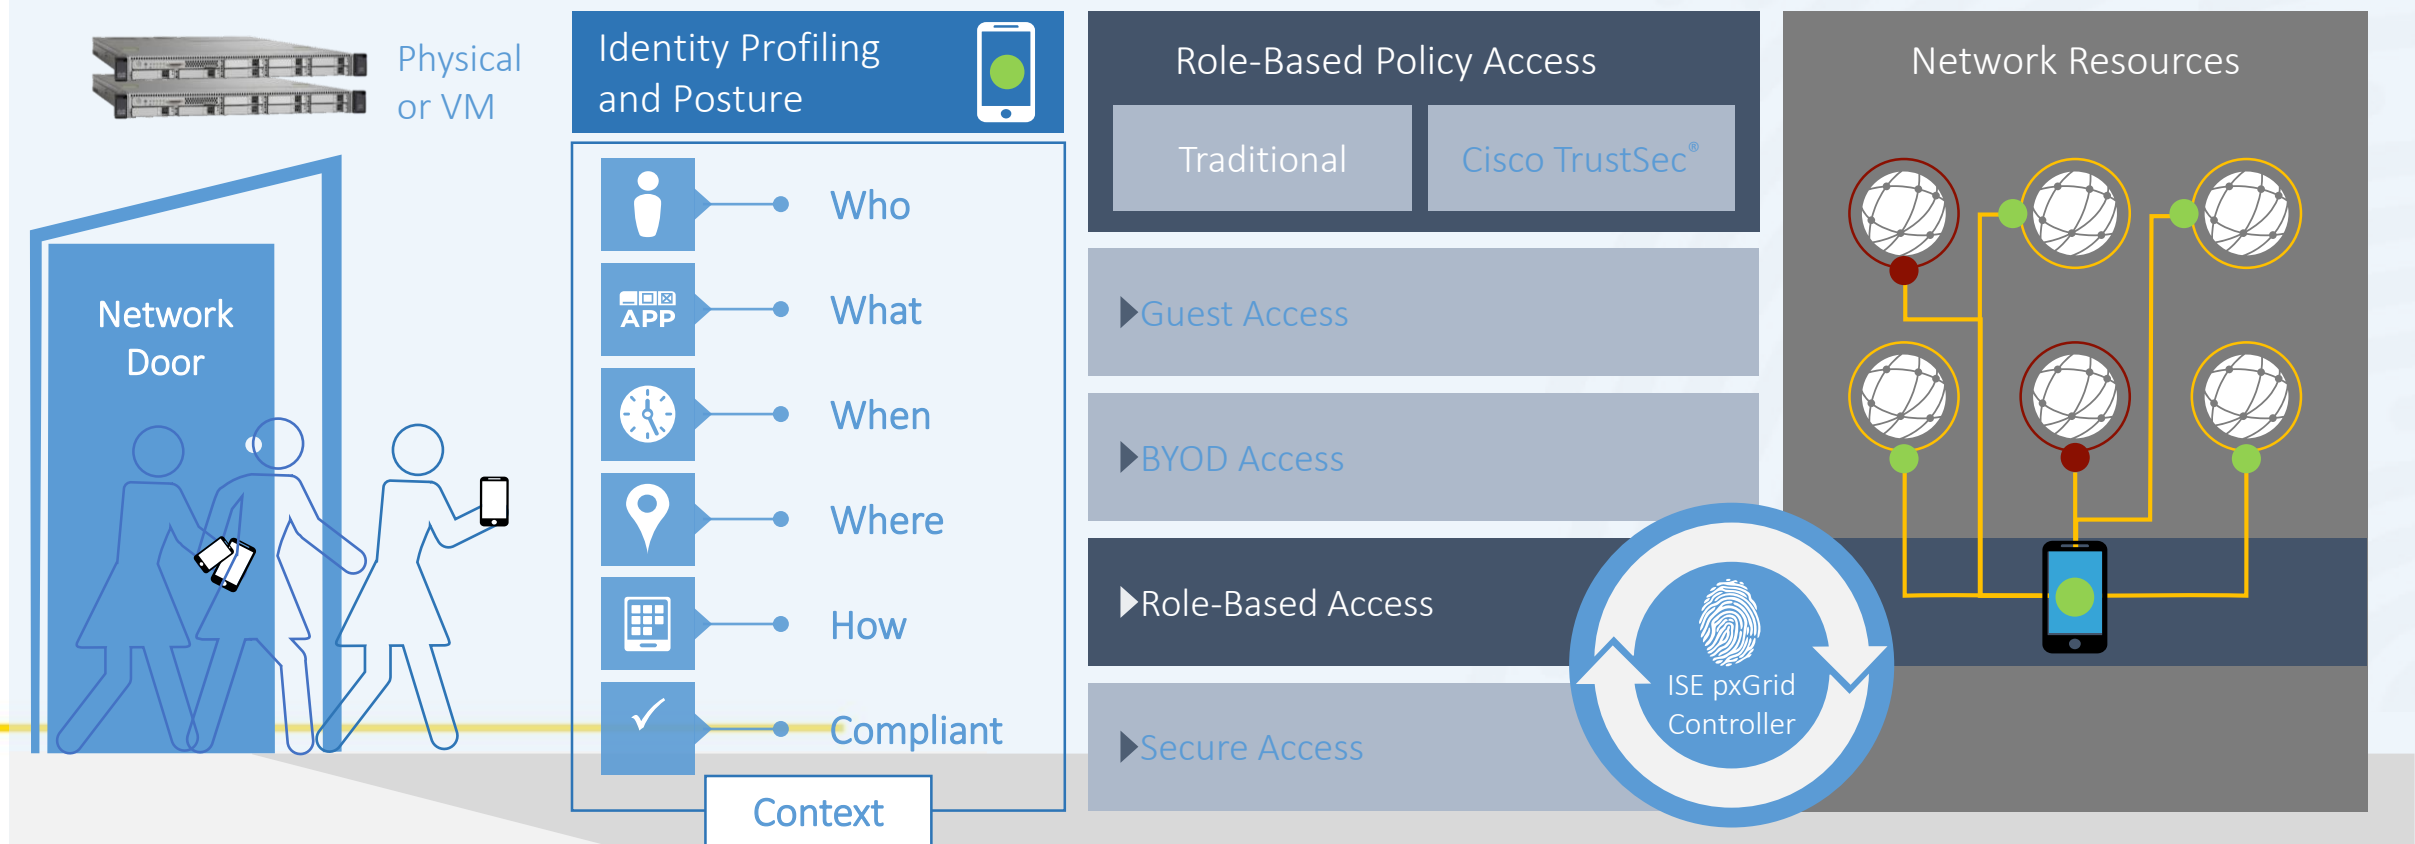 Physical
or VM
Network
Door
Identity Profiling
and Posture
Who
APP
What
When
Where
How
Compliant
Context
Role-Based Policy Access
Traditional
Cisco TrustSec®
Guest Access
BYOD Access
Role-Based Access
Secure Access
ISE pxGrid
Controller
Network Resources